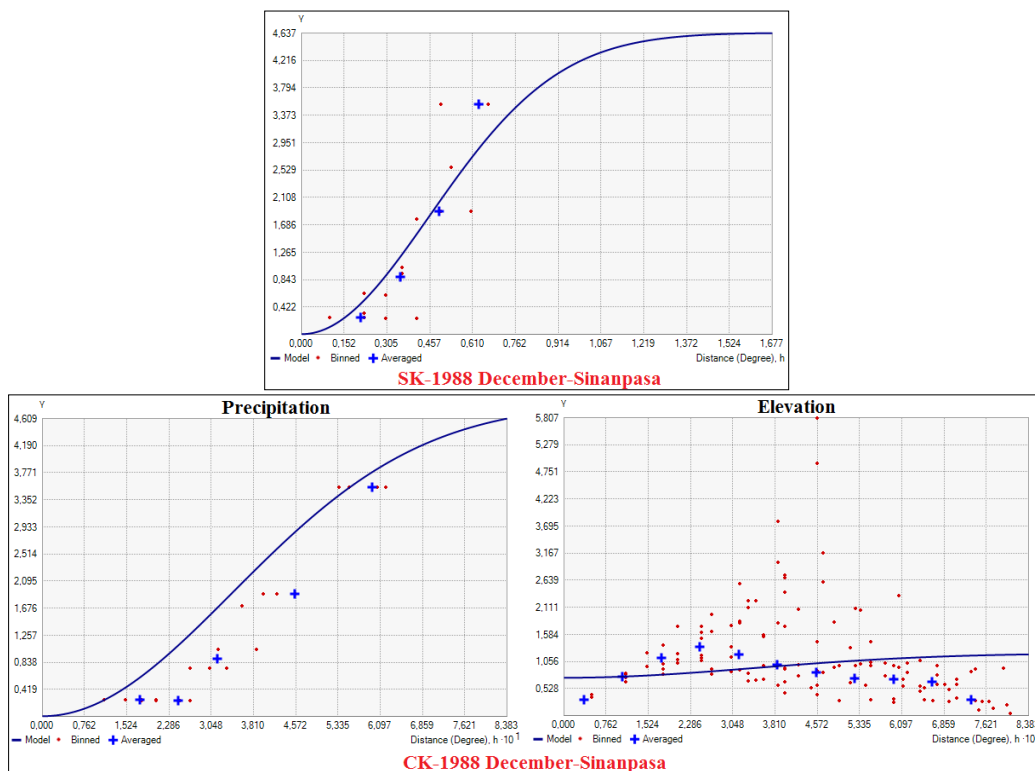 γ
4.637
4.216
3.794
3.373
2.951
2.529
2.108
1.686
1.265
0.843
0.422
0.000 0.152 0.305 0.457 0.610 0.762 0.914 1.067 1.219 1.372 1.524 1.677
Model Binned Averaged Distance (Degree), h
SK-1988 December-Sinanpasa
Precipitation
γ
4.609
4.190
3.771
3.352
2.933
2.514
2.095
1.676
1.257
0.838
0.419
0.000 0.762 1.524 2.286 3.048 3.810 4.572 5.335 6.097 6.859 7.621 8.383
Model Binned Averaged Distance (Degree), h ·10¹
Elevation
γ
5.807
5.279
4.751
4.223
3.695
3.167
2.639
2.111
1.584
1.056
0.528
0.000 0.762 1.524 2.286 3.048 3.810 4.572 5.335 6.097 6.859 7.621 8.38
Model Binned Averaged Distance (Degree), h ·10
CK-1988 December-Sinanpasa